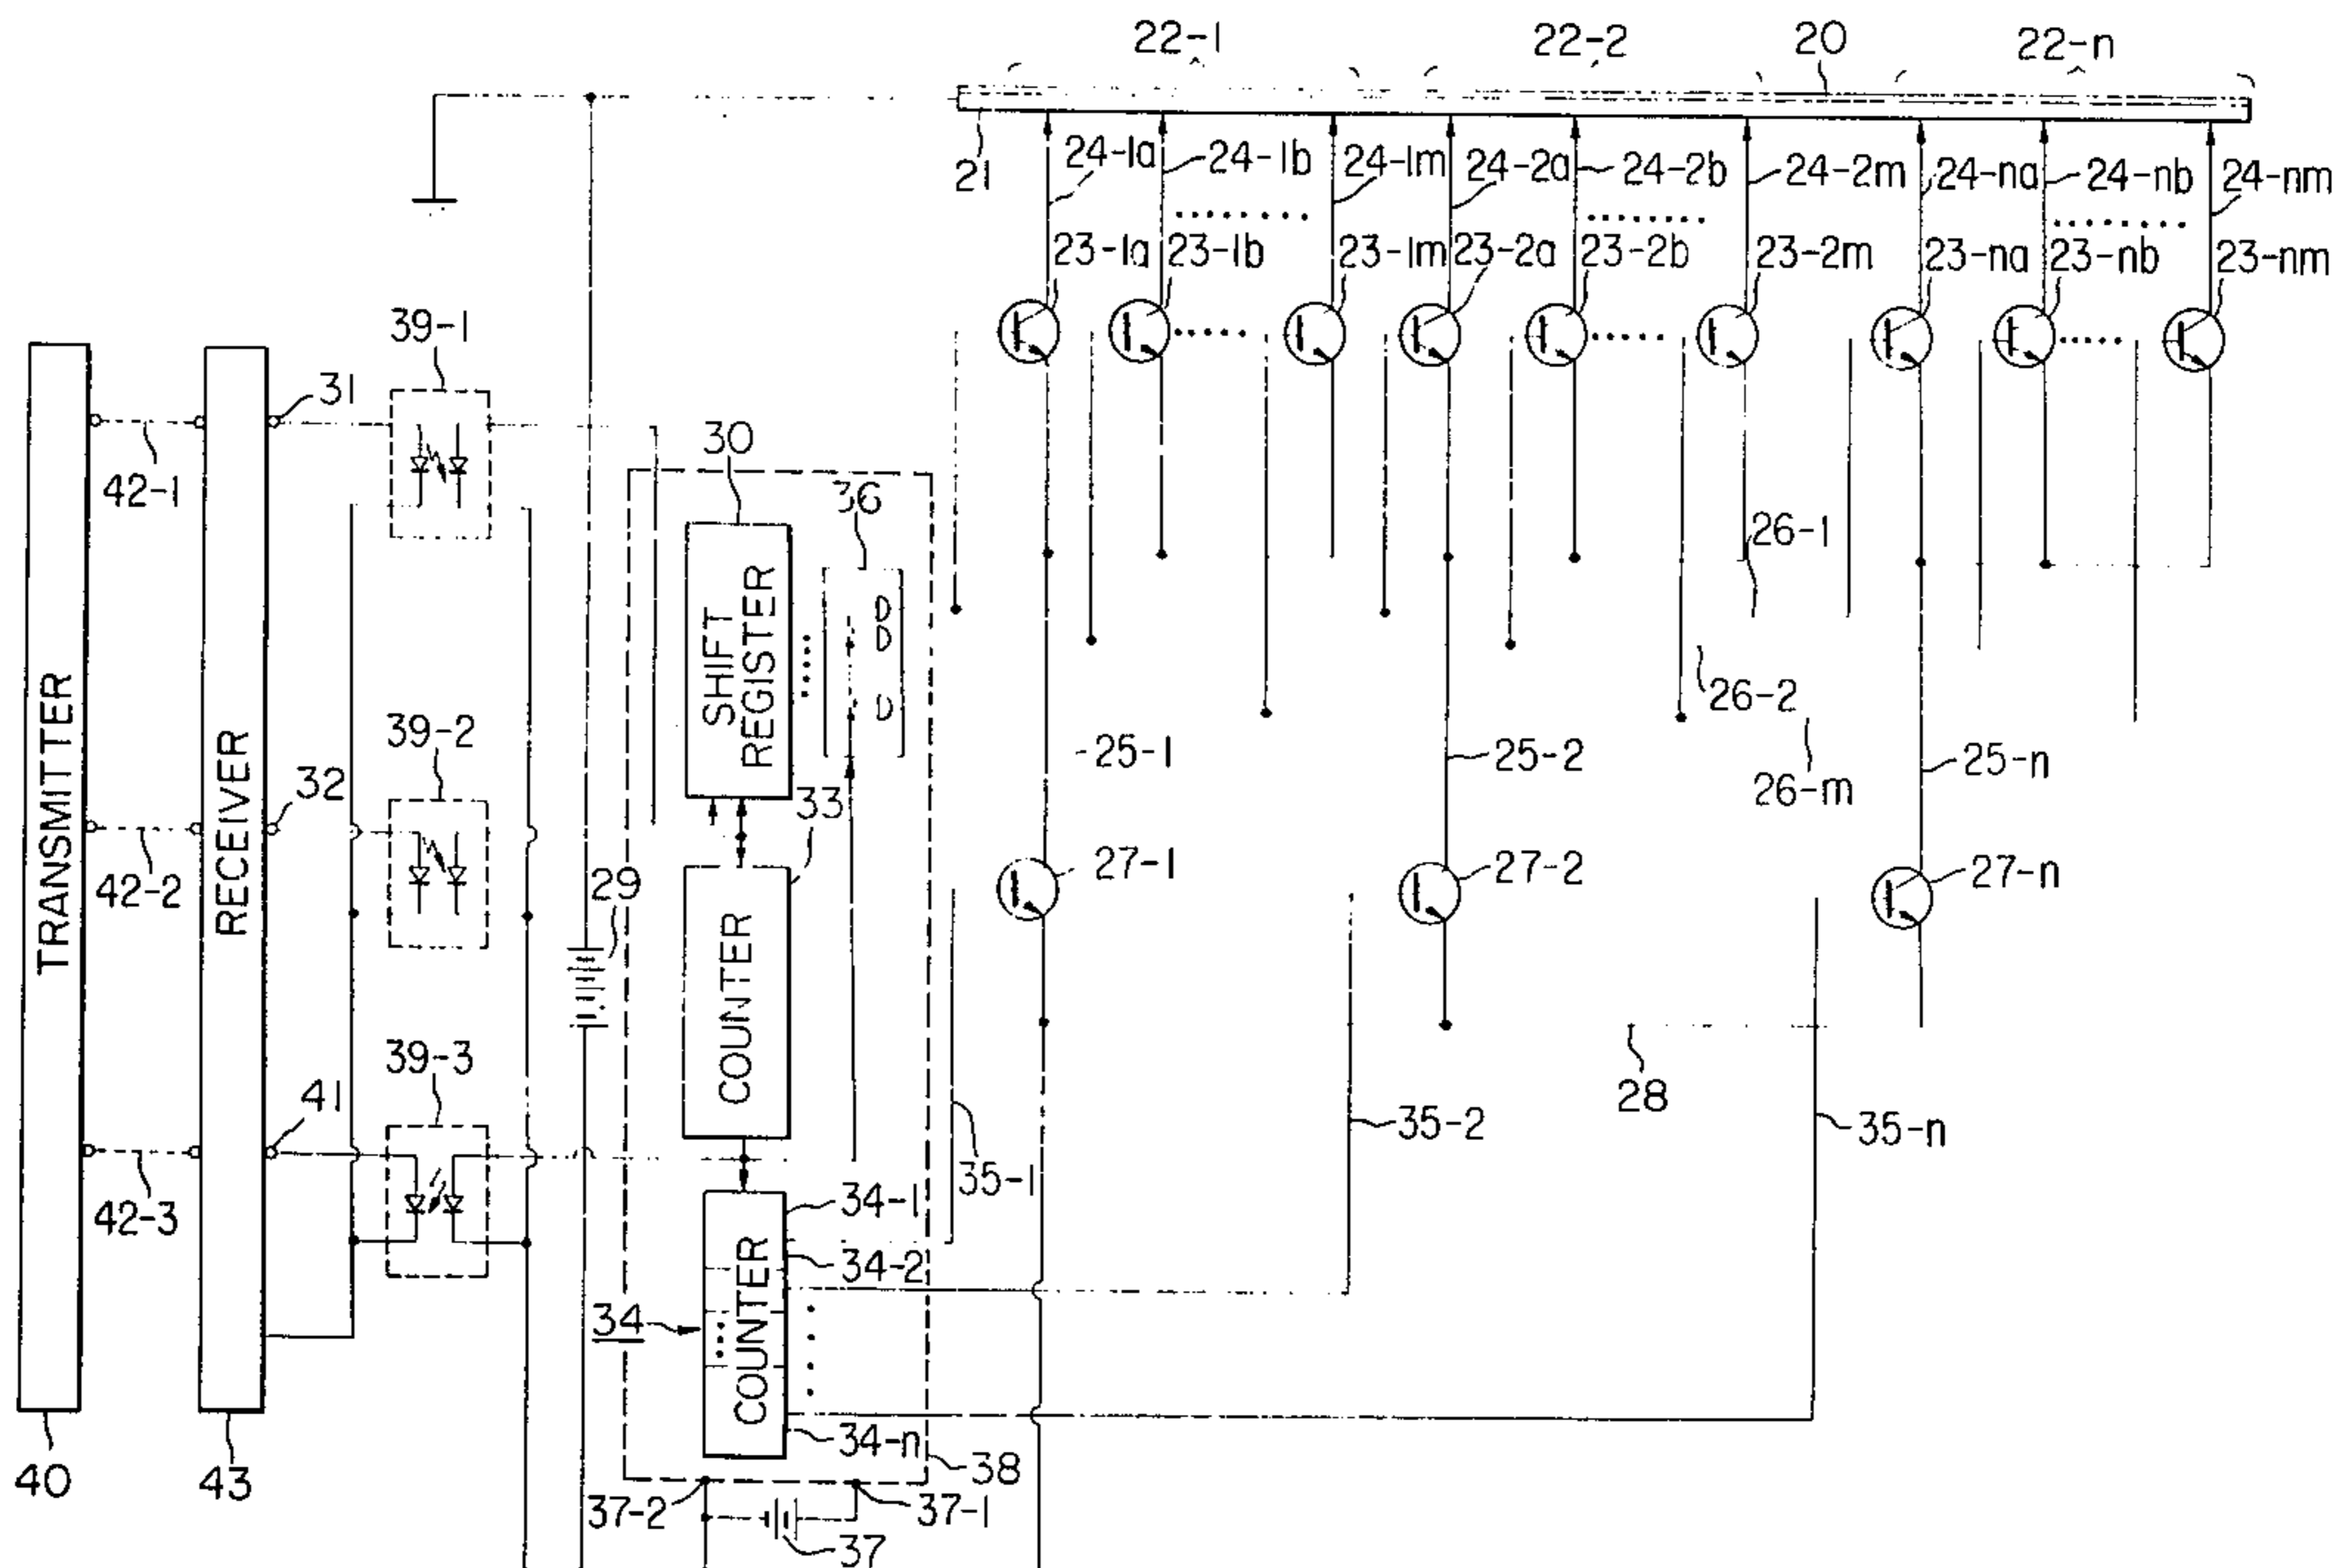 22-1 22-2 20 22-n
21 24-1a 24-1b 24-1m 24-2a 24-2b 24-2m 24-na 24-nb 24-nm
23-1a 23-1b 23-1m 23-2a 23-2b 23-2m 23-na 23-nb 23-nm
39-1
31
42-1
30
36
26-1
SHIFT REGISTER
D
D
D
26-2
39-2
25-1 25-2 26-m 25-n
32
33
42-2
29
27-1 27-2 27-n
TRANSMITTER
RECEIVER
COUNTER
39-3
41
28
35-1 35-2 35-n
42-3
34-1
34-2
34
COUNTER
34-n
38
40 43
37-2 37-1
37